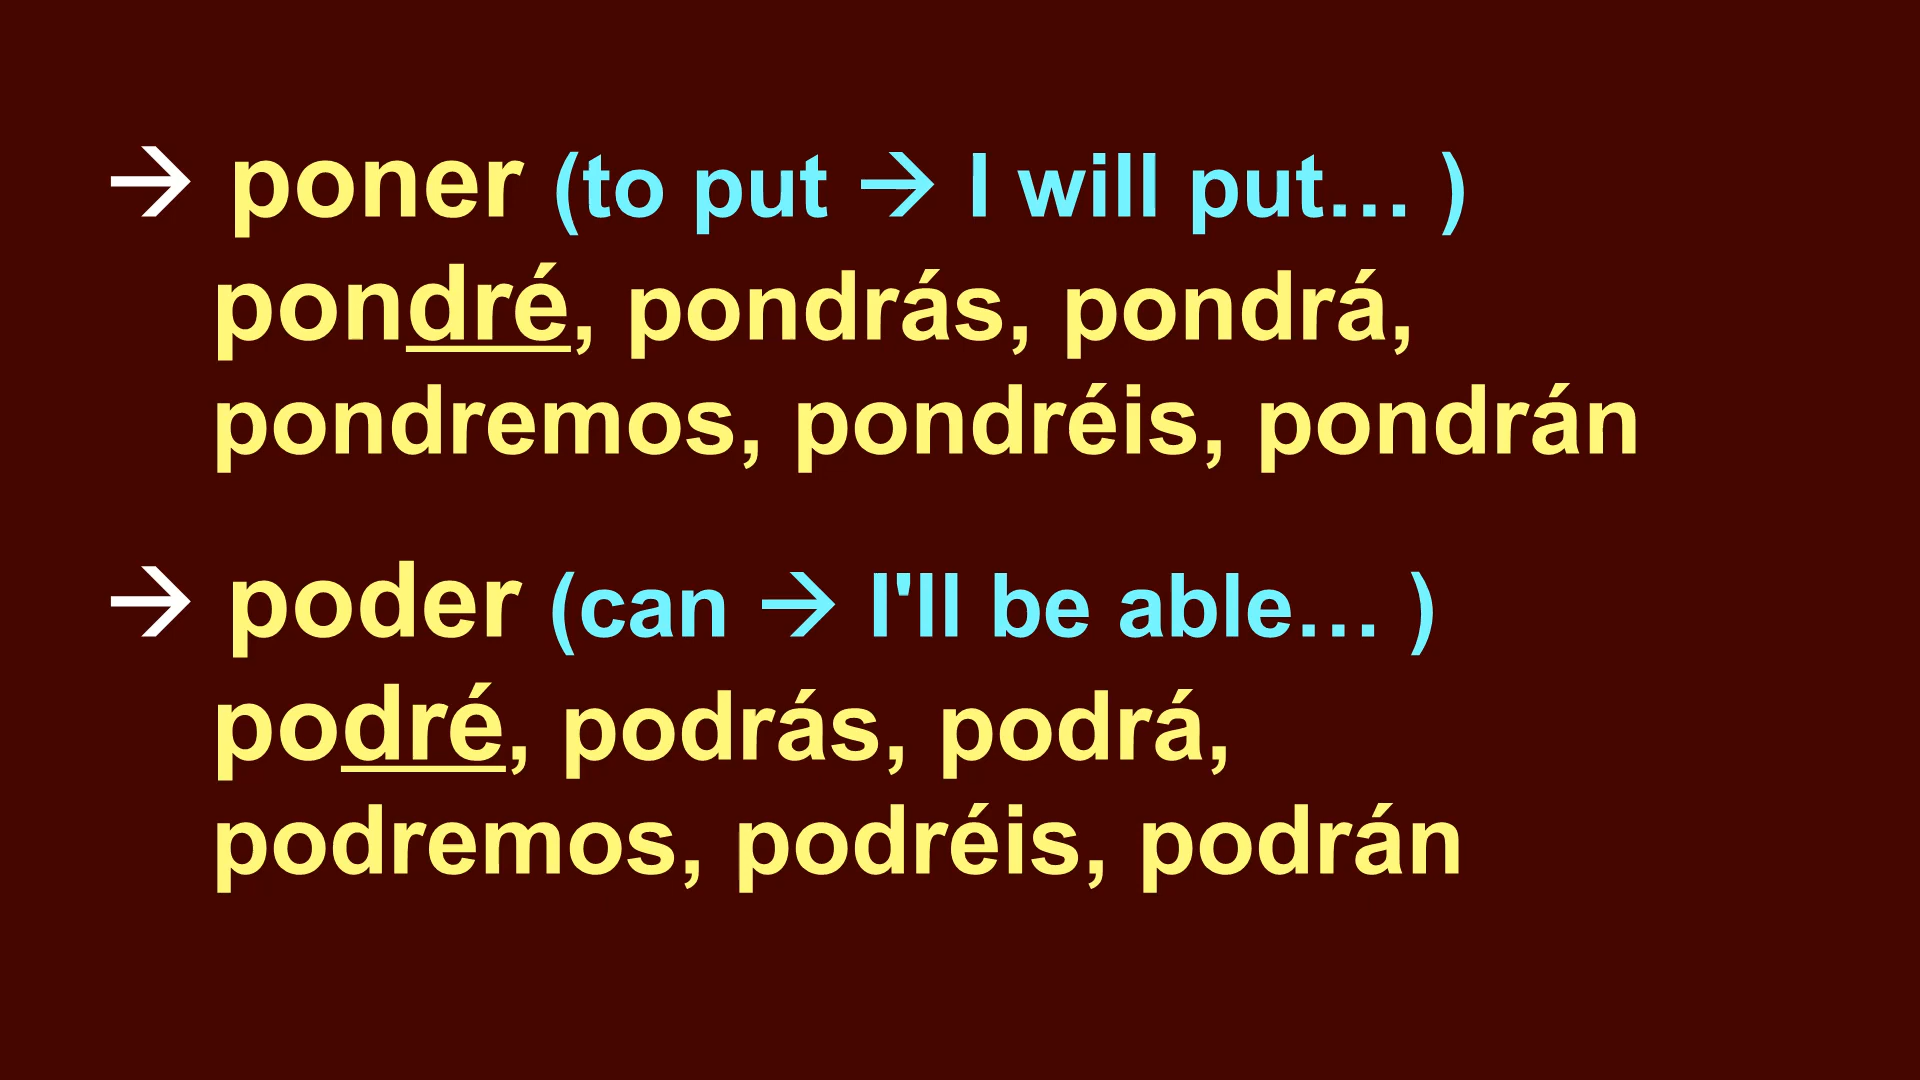 → poner (to put → I will put… )
pondré, pondrás, pondrá,
pondremos, pondréis, pondrán
→ poder (can → I'll be able… )
podré, podrás, podrá,
podremos, podréis, podrán